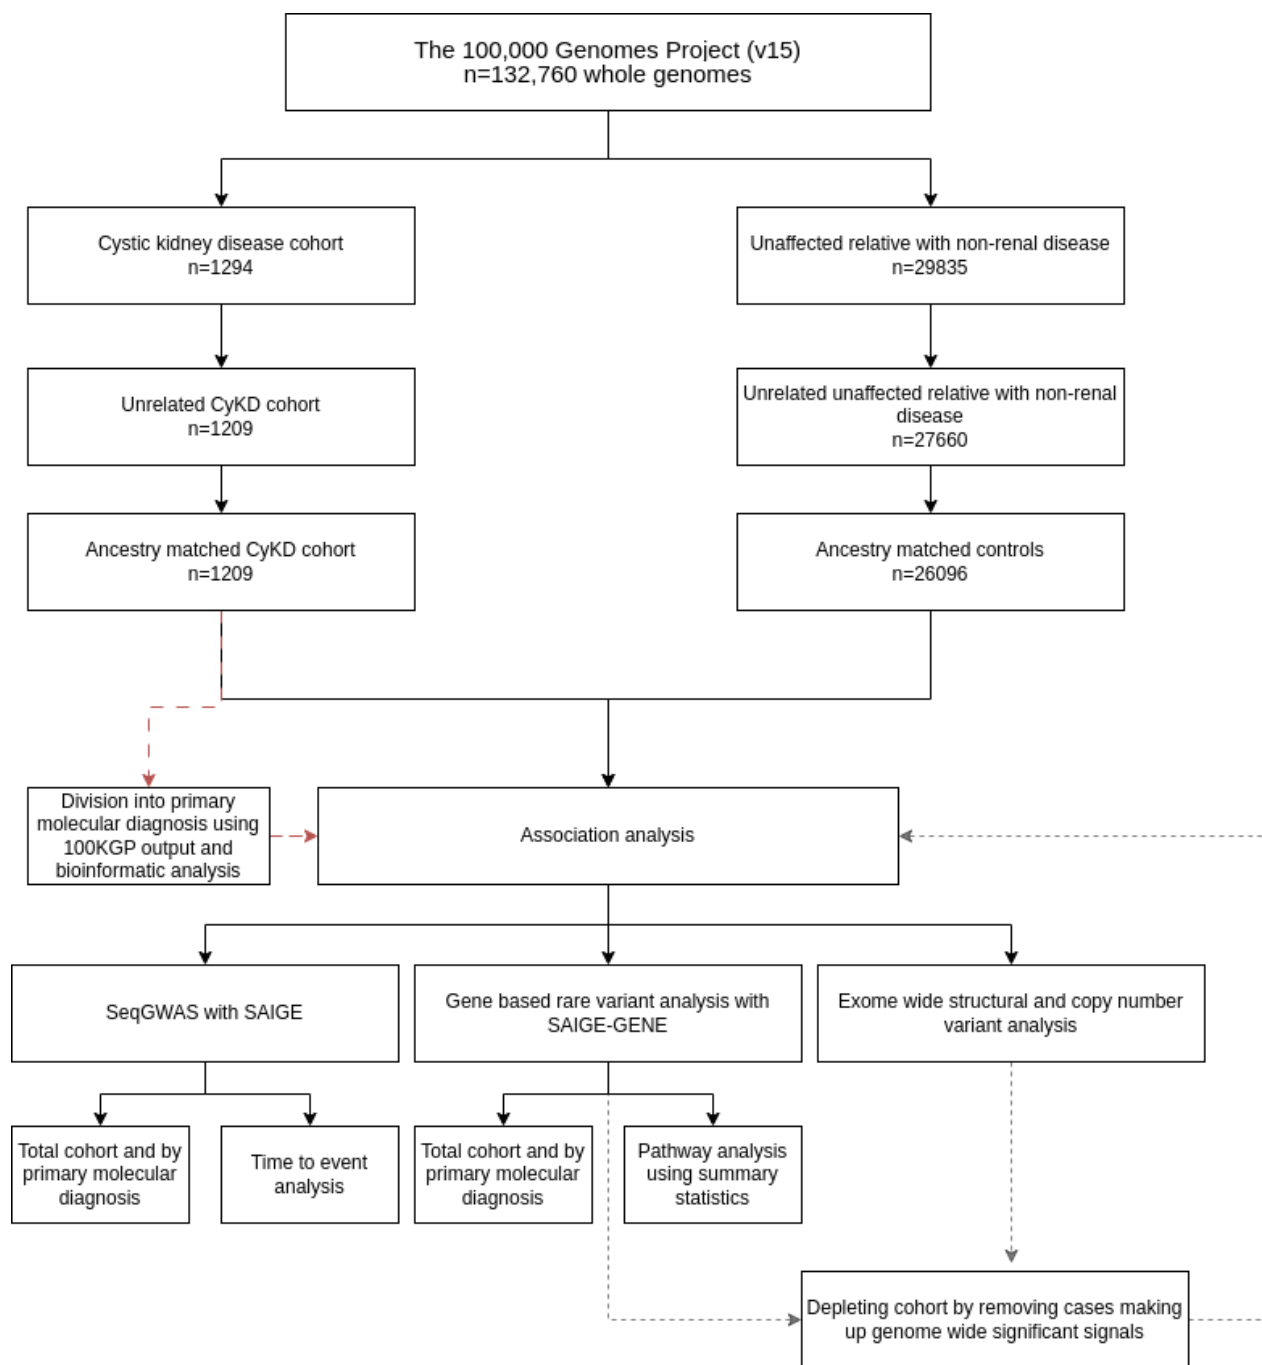 The 100,000 Genomes Project (v15)
n=132,760 whole genomes
Cystic kidney disease cohort
n=1294
Unaffected relative with non-renal disease
n=29835
Unrelated CyKD cohort
n=1209
Unrelated unaffected relative with non-renal
disease
n=27660
Ancestry matched CyKD cohort
n=1209
Ancestry matched controls
n=26096
Division into primary
molecular diagnosis using
100KGP output and
bioinformatic analysis
Association analysis
SeqGWAS with SAIGE
Gene based rare variant analysis with
SAIGE-GENE
Exome wide structural and copy number
variant analysis
Total cohort and by
primary molecular
diagnosis
Time to event
analysis
Total cohort and by
primary molecular
diagnosis
Pathway analysis
using summary
statistics
Depleting cohort by removing cases making
up genome wide significant signals